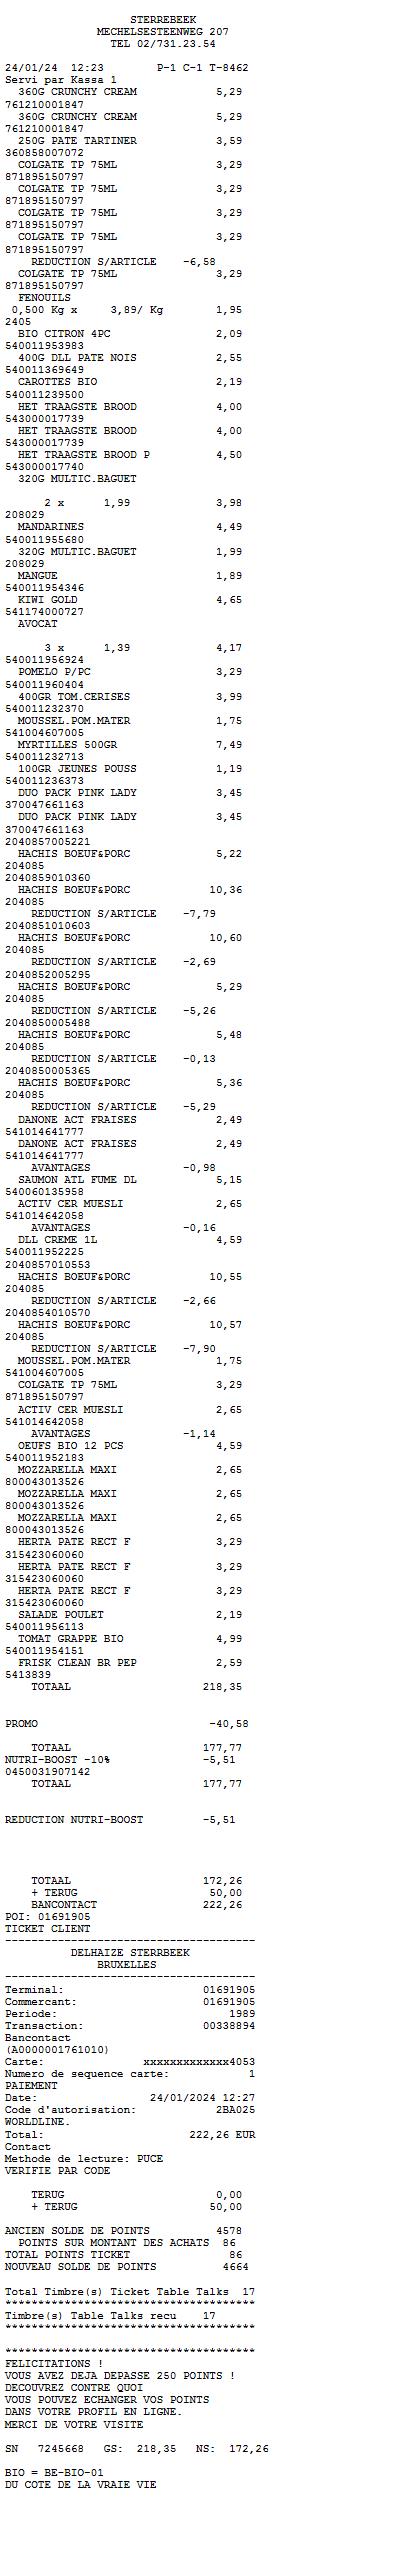 STERREBEEK
MECHELSESTEENWEG 207
TEL 02/731.23.54
24/01/24  12:23        P-1 C-1 T-8462
Servi par Kassa 1
360G CRUNCHY CREAM            5,29
761210001847
360G CRUNCHY CREAM            5,29
761210001847
250G PATE TARTINER            3,59
360858007072
COLGATE TP 75ML               3,29
871895150797
COLGATE TP 75ML               3,29
871895150797
COLGATE TP 75ML               3,29
871895150797
COLGATE TP 75ML               3,29
871895150797
REDUCTION S/ARTICLE    -6,58
COLGATE TP 75ML               3,29
871895150797
FENOUILS
0,500 Kg x     3,89/ Kg        1,95
2405
BIO CITRON 4PC                2,09
540011953983
400G DLL PATE NOIS            2,55
540011369649
CAROTTES BIO                  2,19
540011239500
HET TRAAGSTE BROOD            4,00
543000017739
HET TRAAGSTE BROOD            4,00
543000017739
HET TRAAGSTE BROOD P          4,50
543000017740
320G MULTIC.BAGUET
2 x      1,99             3,98
208029
MANDARINES                    4,49
540011955680
320G MULTIC.BAGUET            1,99
208029
MANGUE                        1,89
540011954346
KIWI GOLD                     4,65
541174000727
AVOCAT
3 x      1,39             4,17
540011956924
POMELO P/PC                   3,29
540011960404
400GR TOM.CERISES             3,99
540011232370
MOUSSEL.POM.MATER             1,75
541004607005
MYRTILLES 500GR               7,49
540011232713
100GR JEUNES POUSS            1,19
540011236373
DUO PACK PINK LADY            3,45
370047661163
DUO PACK PINK LADY            3,45
370047661163
2040857005221
HACHIS BOEUF&PORC             5,22
204085
2040859010360
HACHIS BOEUF&PORC            10,36
204085
REDUCTION S/ARTICLE    -7,79
2040851010603
HACHIS BOEUF&PORC            10,60
204085
REDUCTION S/ARTICLE    -2,69
2040852005295
HACHIS BOEUF&PORC             5,29
204085
REDUCTION S/ARTICLE    -5,26
2040850005488
HACHIS BOEUF&PORC             5,48
204085
REDUCTION S/ARTICLE    -0,13
2040850005365
HACHIS BOEUF&PORC             5,36
204085
REDUCTION S/ARTICLE    -5,29
DANONE ACT FRAISES            2,49
541014641777
DANONE ACT FRAISES            2,49
541014641777
AVANTAGES              -0,98
SAUMON ATL FUME DL            5,15
540060135958
ACTIV CER MUESLI              2,65
541014642058
AVANTAGES              -0,16
DLL CREME 1L                  4,59
540011952225
2040857010553
HACHIS BOEUF&PORC            10,55
204085
REDUCTION S/ARTICLE    -2,66
2040854010570
HACHIS BOEUF&PORC            10,57
204085
REDUCTION S/ARTICLE    -7,90
MOUSSEL.POM.MATER             1,75
541004607005
COLGATE TP 75ML               3,29
871895150797
ACTIV CER MUESLI              2,65
541014642058
AVANTAGES              -1,14
OEUFS BIO 12 PCS              4,59
540011952183
MOZZARELLA MAXI               2,65
800043013526
MOZZARELLA MAXI               2,65
800043013526
MOZZARELLA MAXI               2,65
800043013526
HERTA PATE RECT F             3,29
315423060060
HERTA PATE RECT F             3,29
315423060060
HERTA PATE RECT F             3,29
315423060060
SALADE POULET                 2,19
540011956113
TOMAT GRAPPE BIO              4,99
540011954151
FRISK CLEAN BR PEP            2,59
5413839
TOTAAL                    218,35
PROMO                          -40,58
TOTAAL                    177,77
NUTRI-BOOST -10%              -5,51
0450031907142
TOTAAL                    177,77
REDUCTION NUTRI-BOOST         -5,51
TOTAAL                    172,26
+ TERUG                    50,00
BANCONTACT                222,26
POI: 01691905
TICKET CLIENT
--------------------------------------
DELHAIZE STERRBEEK
BRUXELLES
--------------------------------------
Terminal:                     01691905
Commercant:                   01691905
Periode:                          1989
Transaction:                  00338894
Bancontact
(A0000001761010)
Carte:               xxxxxxxxxxxxx4053
Numero de sequence carte:            1
PAIEMENT
Date:                 24/01/2024 12:27
Code d'autorisation:            2BA025
WORLDLINE.
Total:                      222,26 EUR
Contact
Methode de lecture: PUCE
VERIFIE PAR CODE
TERUG                       0,00
+ TERUG                    50,00
ANCIEN SOLDE DE POINTS          4578
POINTS SUR MONTANT DES ACHATS  86
TOTAL POINTS TICKET               86
NOUVEAU SOLDE DE POINTS         4664
Total Timbre(s) Ticket Table Talks  17
**************************************
Timbre(s) Table Talks recu    17
**************************************
**************************************
FELICITATIONS !
VOUS AVEZ DEJA DEPASSE 250 POINTS !
DECOUVREZ CONTRE QUOI
VOUS POUVEZ ECHANGER VOS POINTS
DANS VOTRE PROFIL EN LIGNE.
MERCI DE VOTRE VISITE
SN   7245668   GS:  218,35   NS:  172,26
BIO = BE-BIO-01
DU COTE DE LA VRAIE VIE